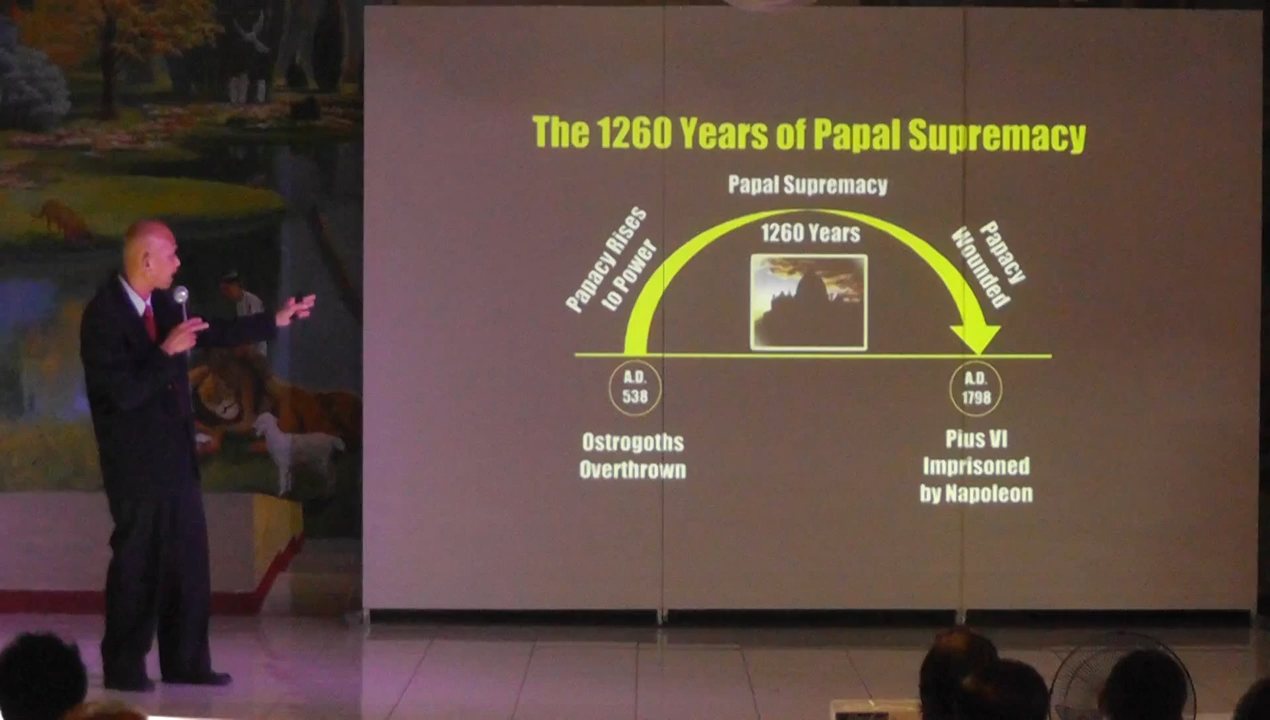 The 1260 Years of Papal Supremacy
Papal Supremacy
Papacy Rises
to Power
1260 Years
Papacy
Wounded
A.D.
538
A.D.
1798
Ostrogoths
Overthrown
Pius VI
Imprisoned
by Napoleon